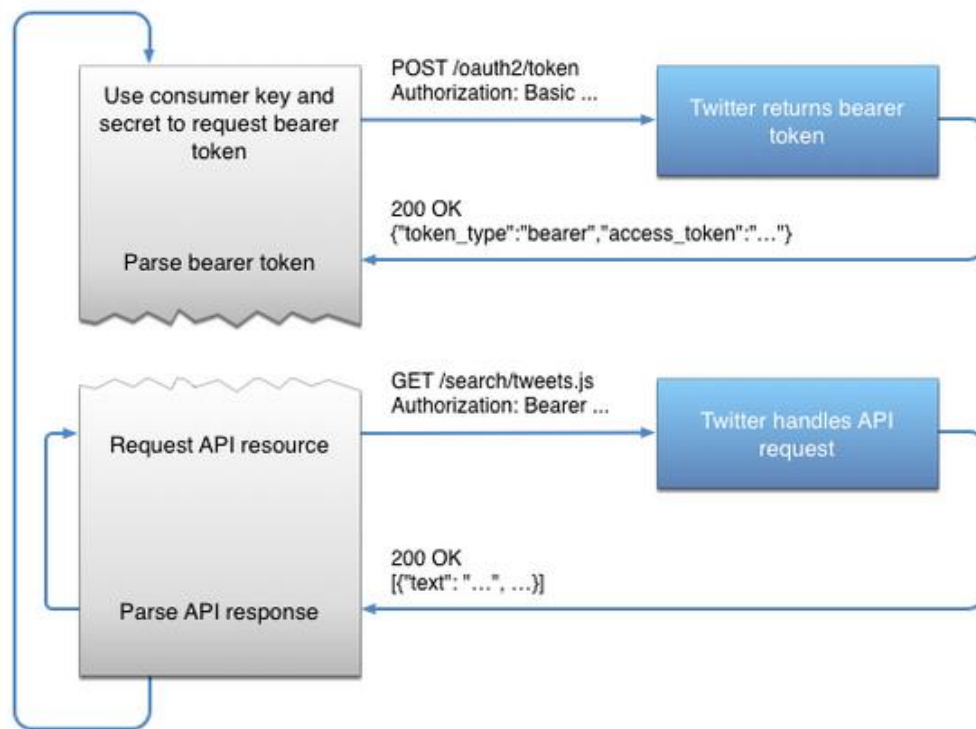 Use consumer key and
secret to request bearer
token
POST /oauth2/token
Authorization: Basic ...
Twitter returns bearer
token
200 OK
{"token_type":"bearer","access_token":"…"}
Parse bearer token
GET /search/tweets.js
Authorization: Bearer ...
Request API resource
Twitter handles API
request
200 OK
[{"text": "…", …}]
Parse API response